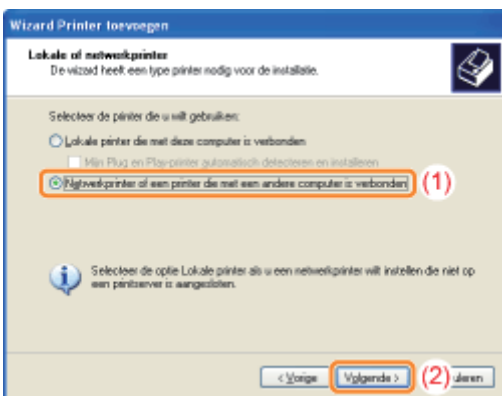 Wizard Printer toevoegen
Lokale of netwerkprinter
De wizard heeft een type printer nodig voor de installatie.
Selecteer de printer die u wilt gebruiken:
Lokale printer die met deze computer is verbonden
Mijn Plug en Play-printer automatisch detecteren en installeren
Netwerkprinter of een printer die met een andere computer is verbonden (1)
Selecteer de optie Lokale printer als u een netwerkprinter wilt instellen die niet op
een printserver is aangesloten.
< Vorige Volgende > (2) uleren